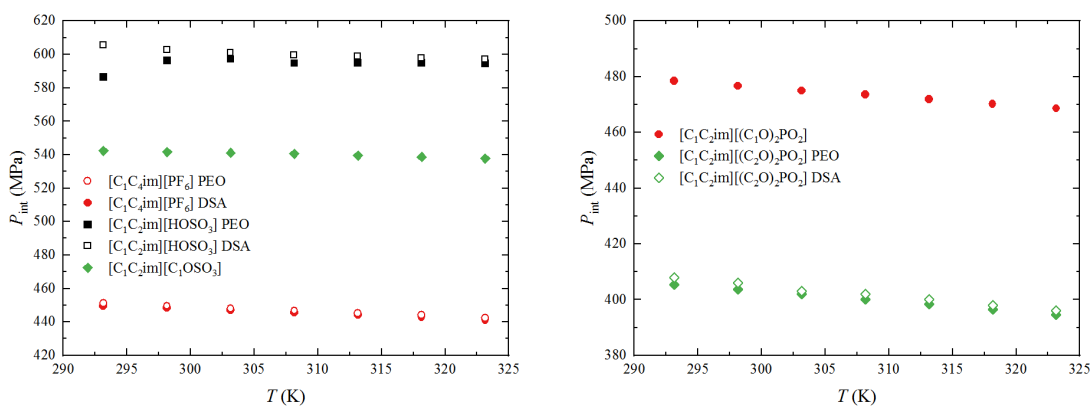 620
600
580
560
540
520
500
480
460
440
420
P_int (MPa)
[C₁C₄im][PF₆] PEO
[C₁C₄im][PF₆] DSA
[C₁C₂im][HOSO₃] PEO
[C₁C₂im][HOSO₃] DSA
[C₁C₂im][C₁OSO₃]
290 295 300 305 310 315 320 325
T (K)
500
480
460
440
420
400
380
P_int (MPa)
[C₁C₂im][(C₁O)₂PO₂]
[C₁C₂im][(C₂O)₂PO₂] PEO
[C₁C₂im][(C₂O)₂PO₂] DSA
290 295 300 305 310 315 320 325
T (K)